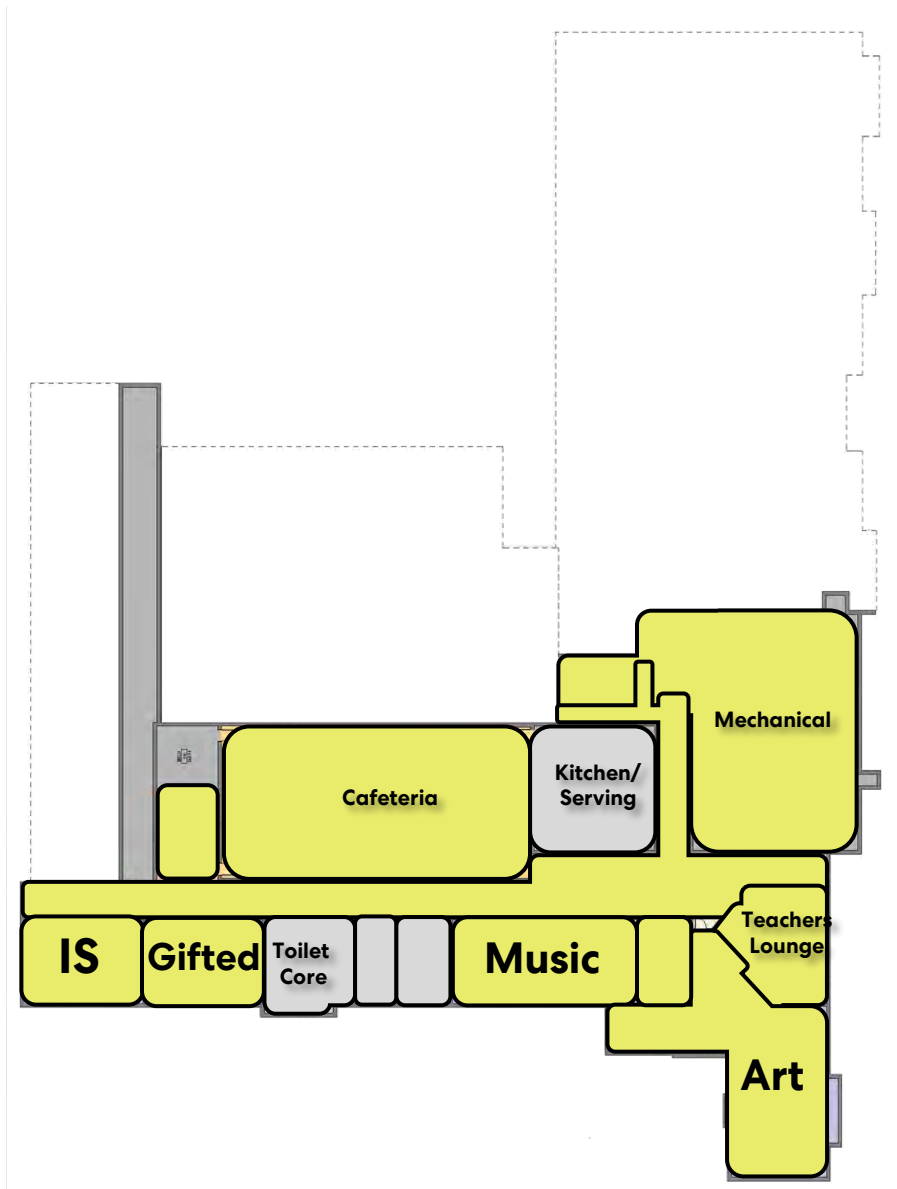 Mechanical
Kitchen/
Serving
Cafeteria
Teachers
Lounge
IS
Gifted
Toilet
Core
Music
Art